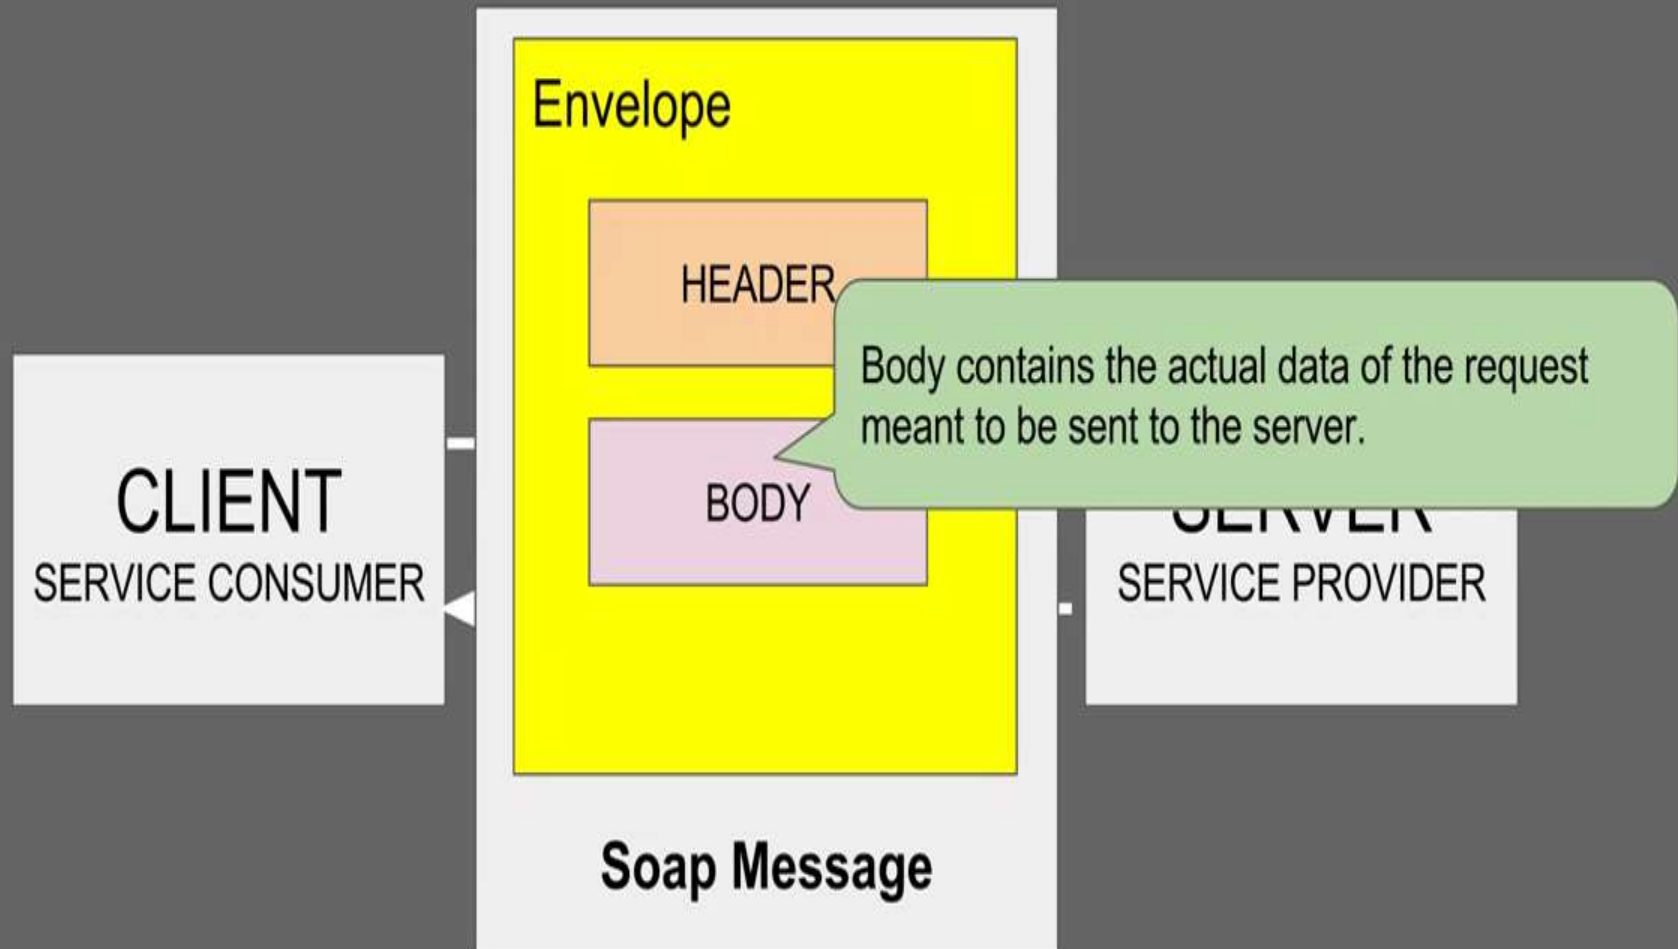 Envelope
HEADER
Body contains the actual data of the request
meant to be sent to the server.
BODY
CLIENT
SERVICE CONSUMER
SERVER
SERVICE PROVIDER
Soap Message